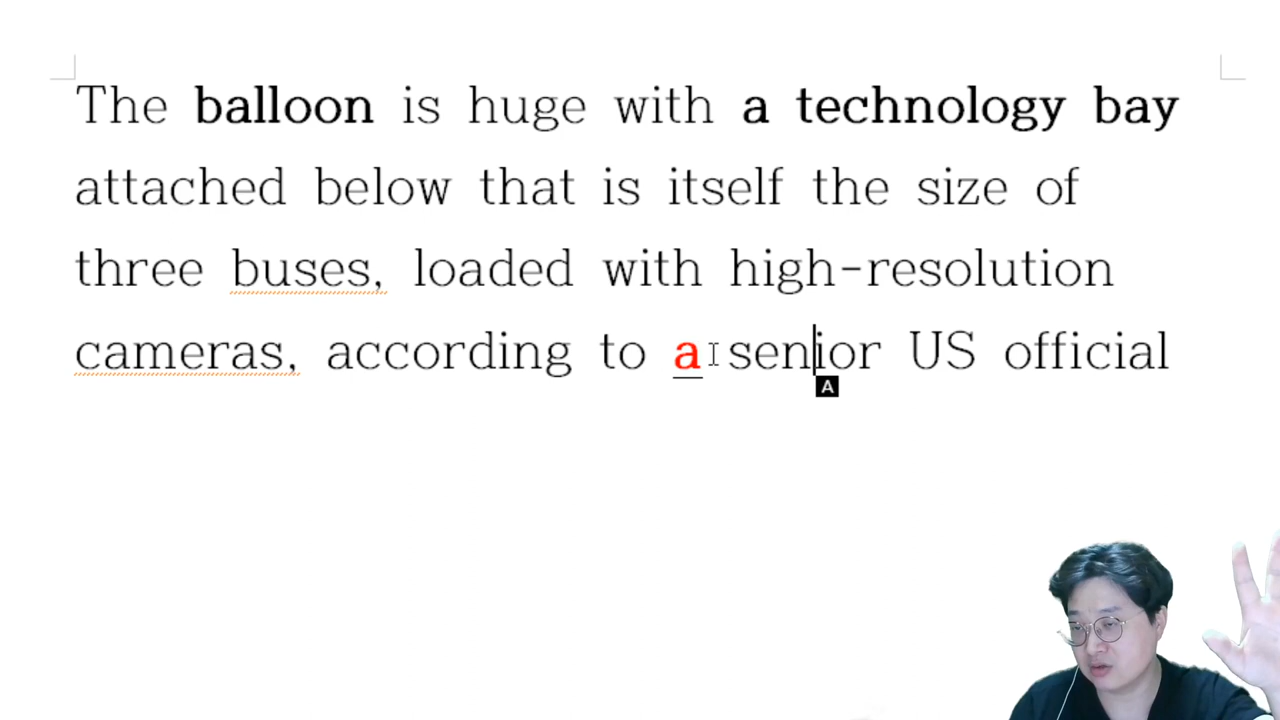 The balloon is huge with a technology bay
attached below that is itself the size of
three buses, loaded with high-resolution
cameras, according to a senior US official
A